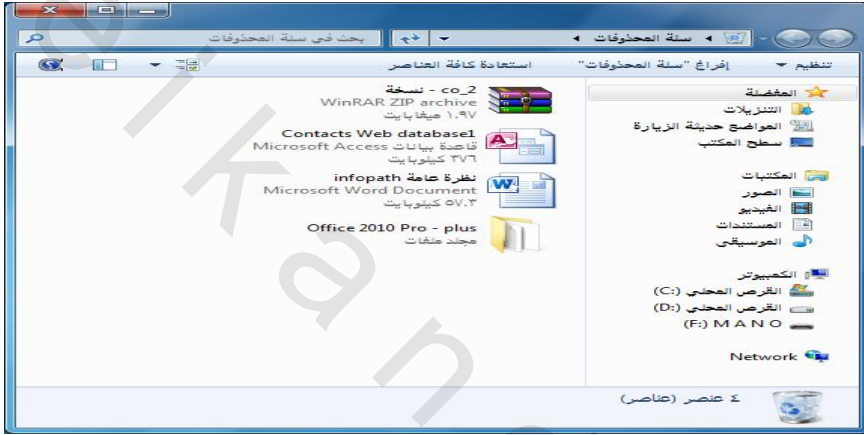 سلة المحذوفات
بحث في سلة المحذوفات
تنظيم
إفراغ "سلة المحذوفات"
استعادة كافة العناصر
المفضلة
التنزيلات
المواضع حديثة الزيارة
سطح المكتب
المكتبات
الصور
الفيديو
المستندات
الموسيقى
الكمبيوتر
القرص المحلي (C:)
القرص المحلي (D:)
(F:) M A N O
Network
co_2 - نسخة
WinRAR ZIP archive
١.٩٧ ميغابايت
Contacts Web database1
قاعدة بيانات Microsoft Access
٣٧٦ كيلوبايت
نظرة عامة infopath
Microsoft Word Document
٥٧.٣ كيلوبايت
Office 2010 Pro - plus
مجلد ملفات
٤ عنصر (عناصر)